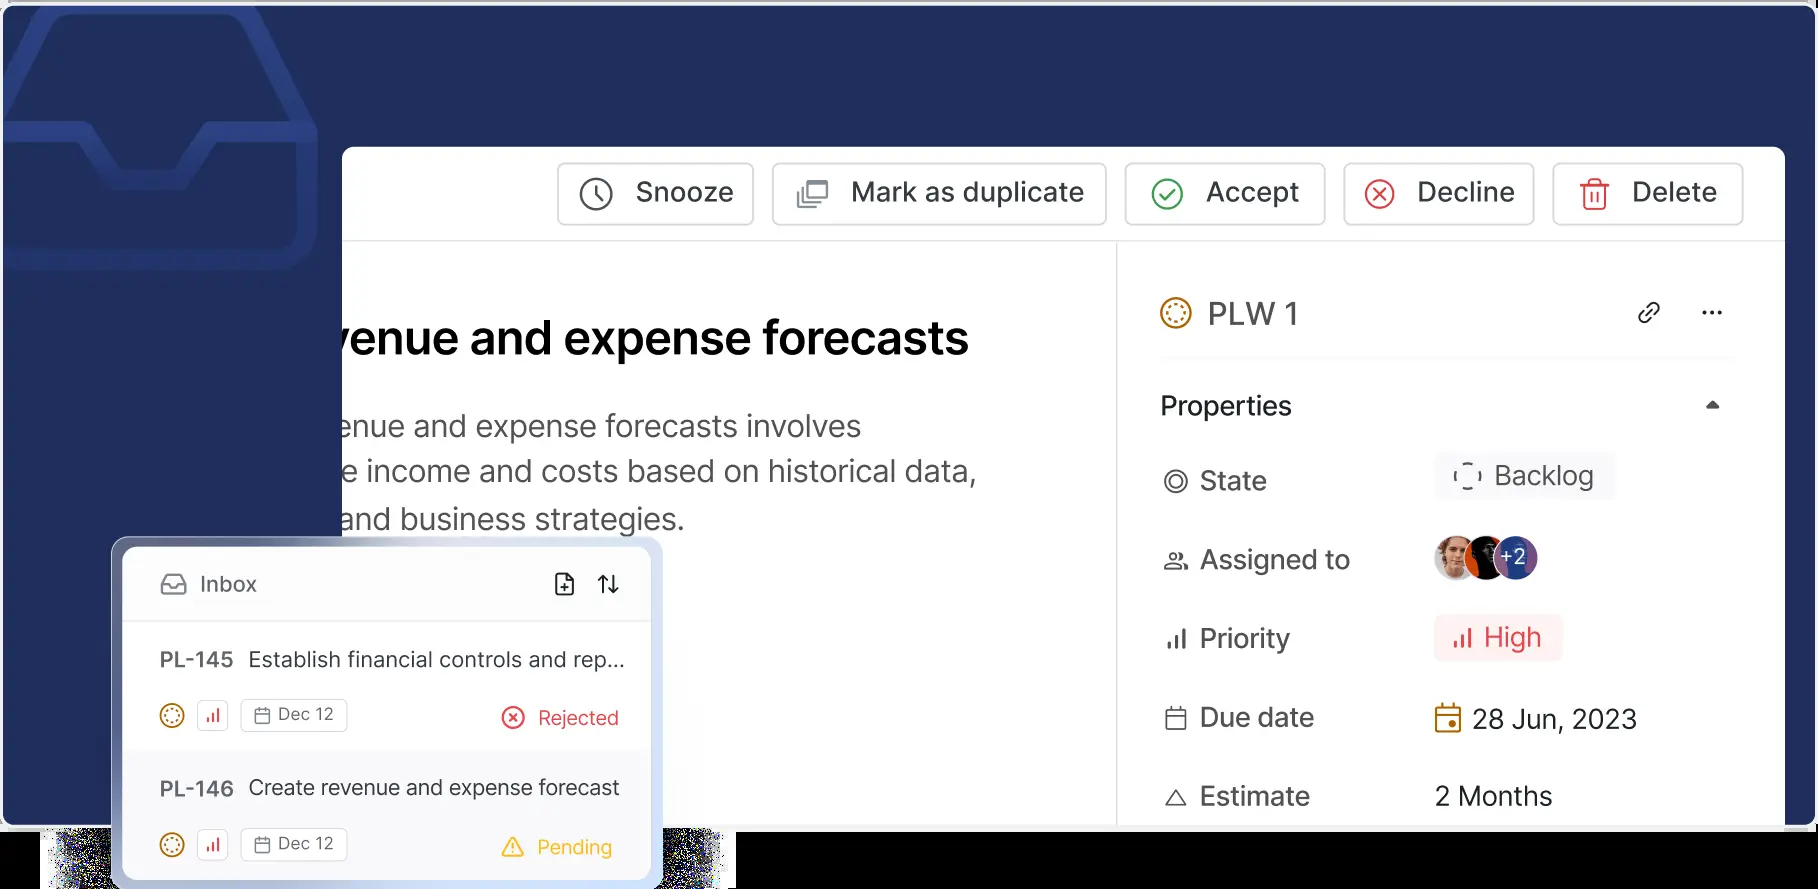 Snooze
Mark as duplicate
Accept
Decline
Delete
venue and expense forecasts
enue and expense forecasts involves
e income and costs based on historical data,
and business strategies.
PLW 1
Properties
State
Backlog
Assigned to
+2
Priority
High
Due date
28 Jun, 2023
Estimate
2 Months
Inbox
PL-145 Establish financial controls and rep...
Dec 12
Rejected
PL-146 Create revenue and expense forecast
Dec 12
Pending